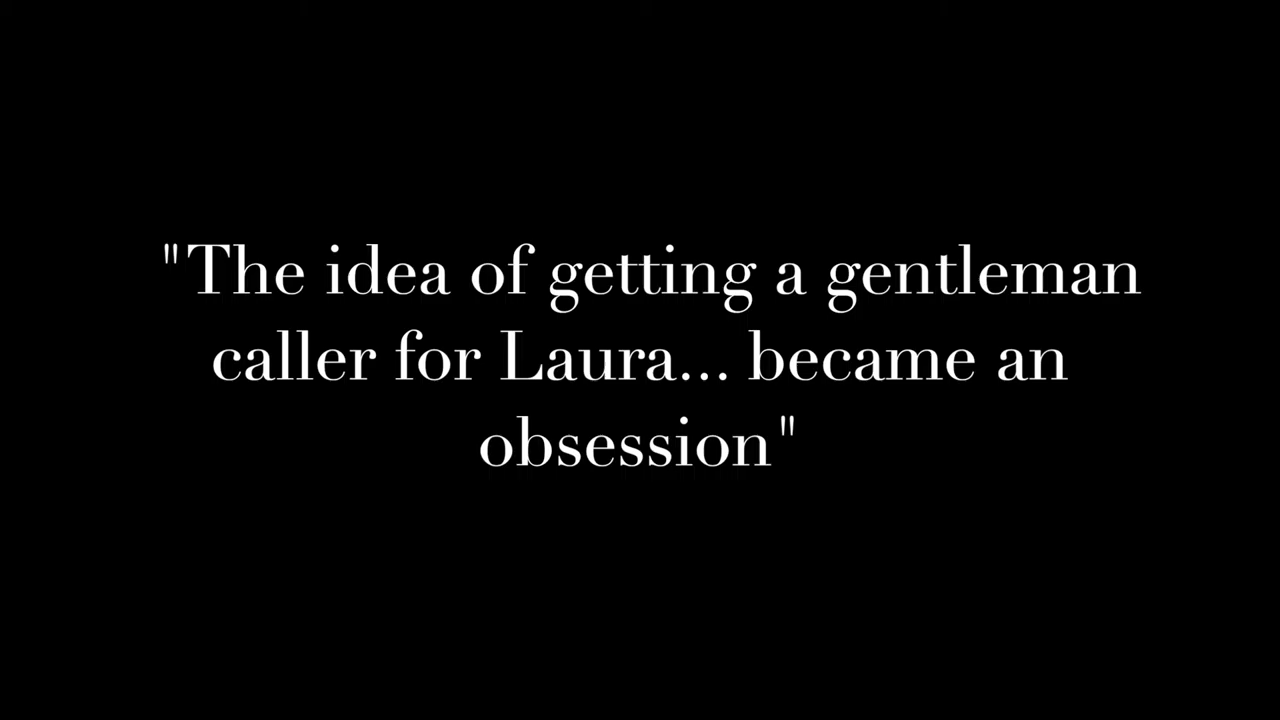 "The idea of getting a gentleman
caller for Laura... became an
obsession"